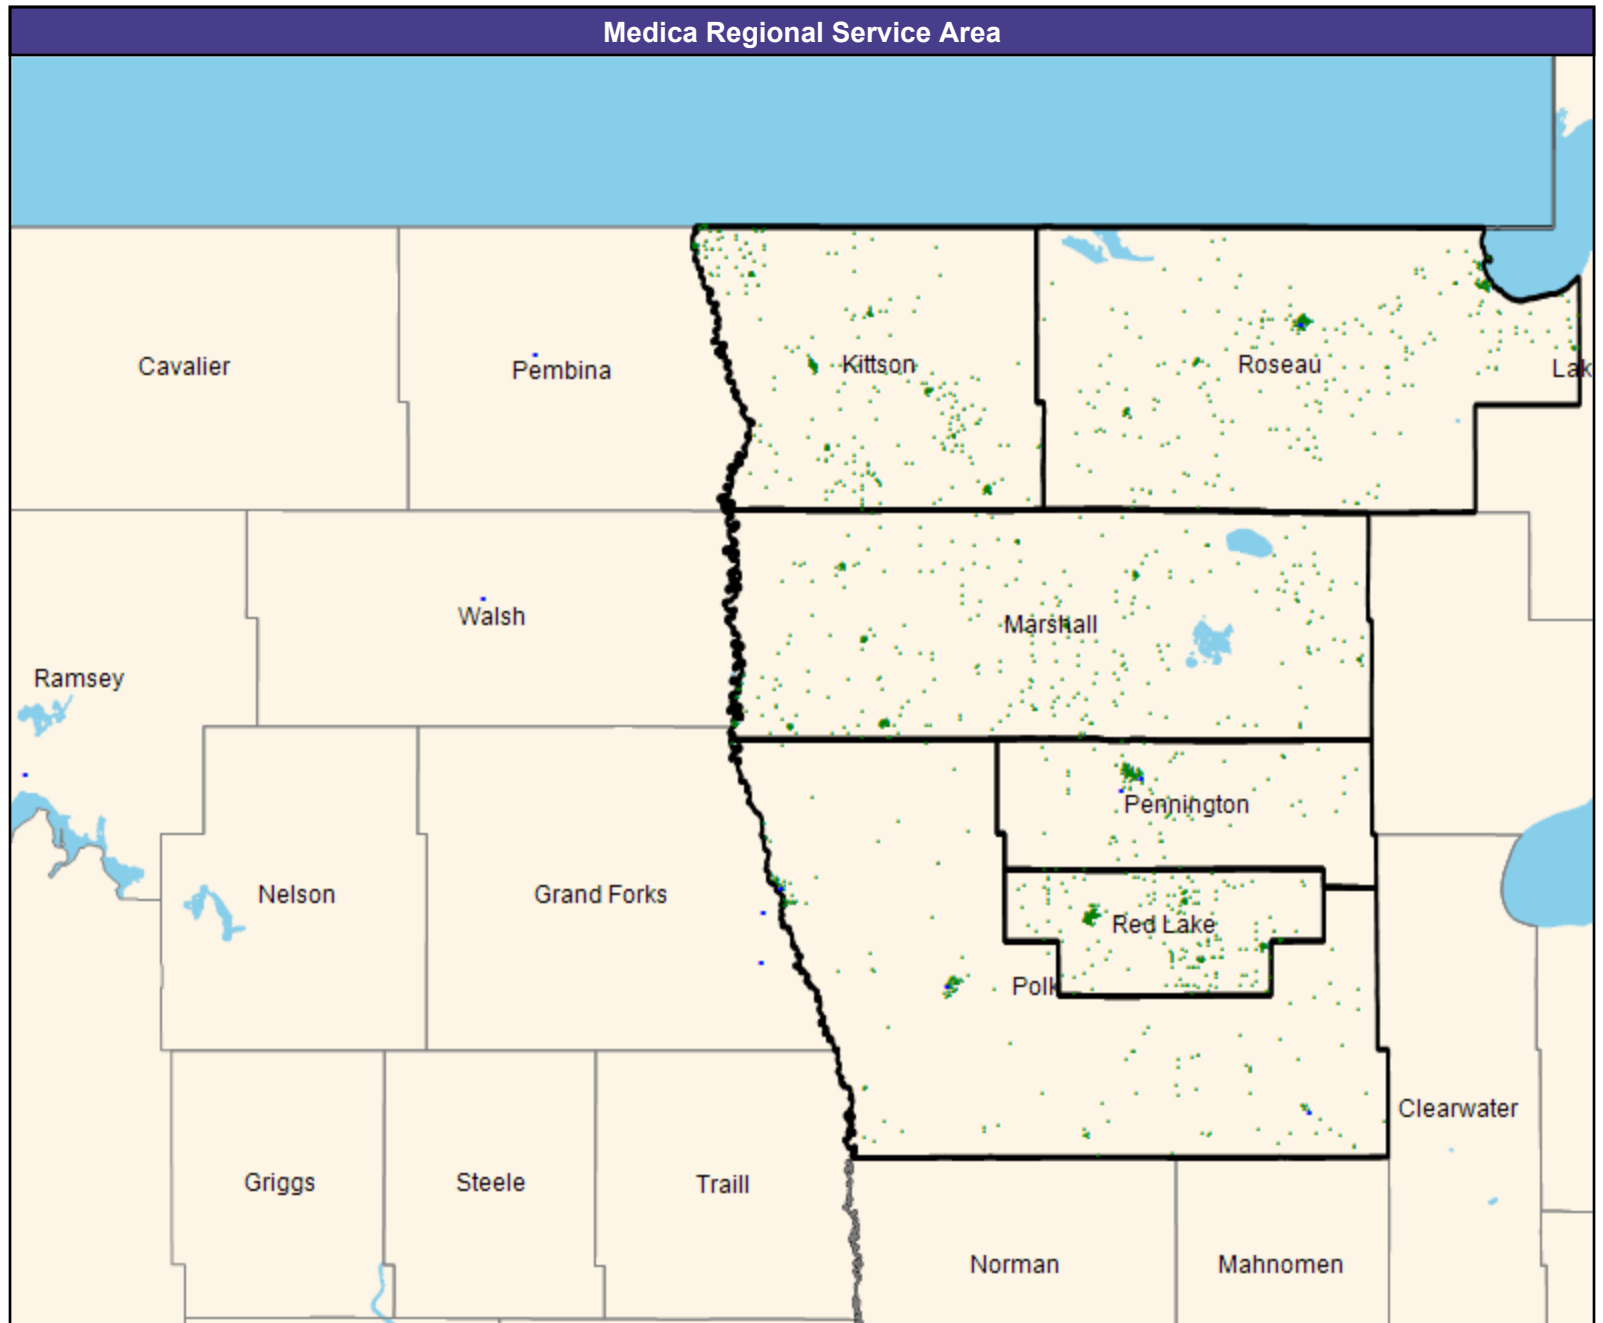 Medica Regional Service Area
Cavalier
Pembina
Kittson
Roseau
Lak
Walsh
Marshall
Ramsey
Pennington
Nelson
Grand Forks
Red Lake
Polk
Clearwater
Griggs
Steele
Traill
Norman
Mahnomen